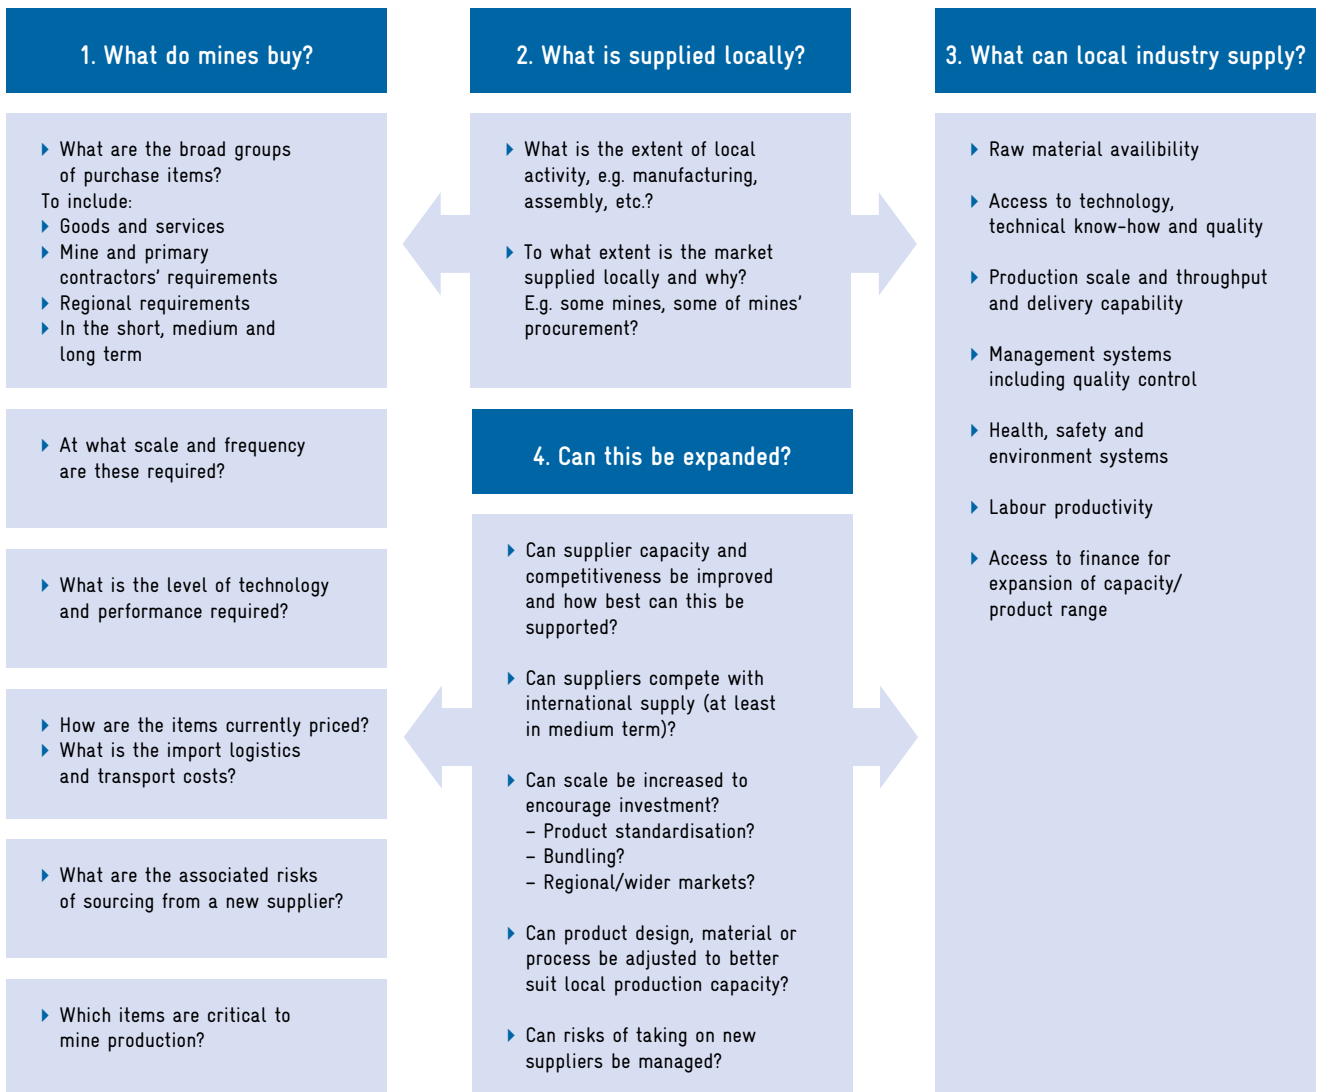 1. What do mines buy?
▸ What are the broad groups
of purchase items?
To include:
▸ Goods and services
▸ Mine and primary
contractors' requirements
▸ Regional requirements
▸ In the short, medium and
long term
▸ At what scale and frequency
are these required?
▸ What is the level of technology
and performance required?
▸ How are the items currently priced?
▸ What is the import logistics
and transport costs?
▸ What are the associated risks
of sourcing from a new supplier?
▸ Which items are critical to
mine production?
2. What is supplied locally?
▸ What is the extent of local
activity, e.g. manufacturing,
assembly, etc.?
▸ To what extent is the market
supplied locally and why?
E.g. some mines, some of mines'
procurement?
4. Can this be expanded?
▸ Can supplier capacity and
competitiveness be improved
and how best can this be
supported?
▸ Can suppliers compete with
international supply (at least
in medium term)?
▸ Can scale be increased to
encourage investment?
– Product standardisation?
– Bundling?
– Regional/wider markets?
▸ Can product design, material or
process be adjusted to better
suit local production capacity?
▸ Can risks of taking on new
suppliers be managed?
3. What can local industry supply?
▸ Raw material availibility
▸ Access to technology,
technical know-how and quality
▸ Production scale and throughput
and delivery capability
▸ Management systems
including quality control
▸ Health, safety and
environment systems
▸ Labour productivity
▸ Access to finance for
expansion of capacity/
product range